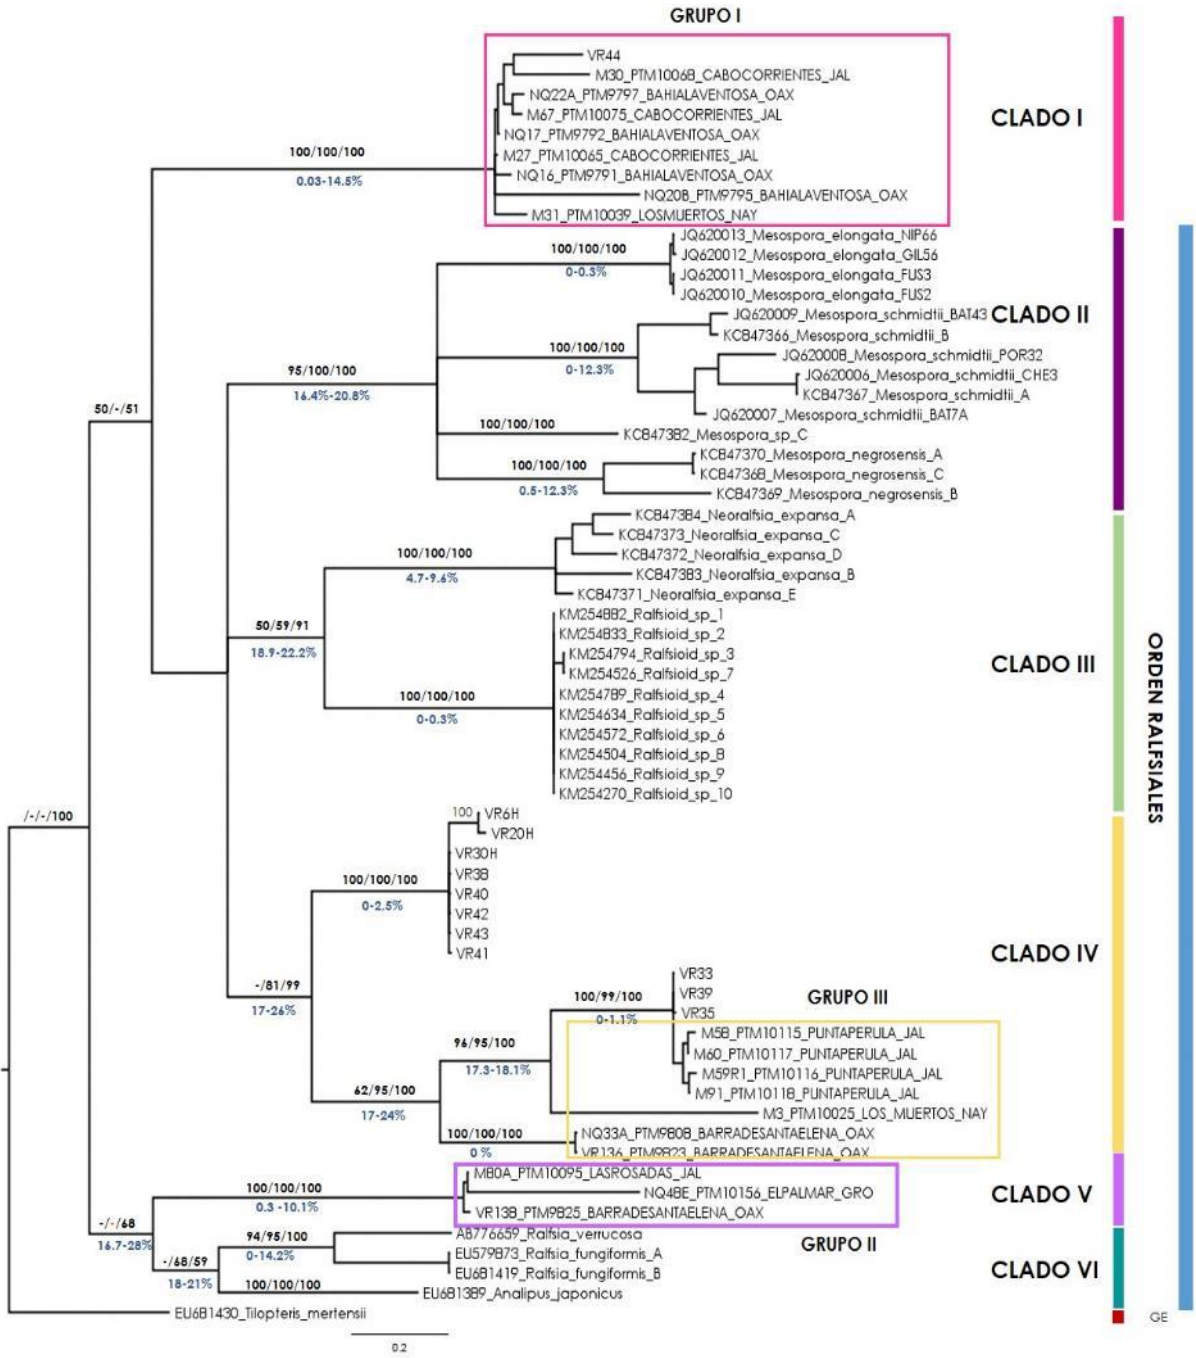 GRUPO I
VR44
M30_PTM10068_CABOCORRIENTES_JAL
NQ22A_PTM9797_BAHIALAVENTOSA_OAX
M67_PTM10075_CABOCORRIENTES_JAL
CLADO I
NQ17_PTM9792_BAHIALAVENTOSA_OAX
100/100/100
M27_PTM10065_CABOCORRIENTES_JAL
0.03-14.5%
NQ16_PTM9791_BAHIALAVENTOSA_OAX
NQ20B_PTM9795_BAHIALAVENTOSA_OAX
M31_PTM10039_LOSMUERTOS_NAY
JQ620013_Mesospora_elongata_NIP66
100/100/100
JQ620012_Mesospora_elongata_GIL56
0-0.3%
JQ620011_Mesospora_elongata_FUS3
JQ620010_Mesospora_elongata_FUS2
JQ620009_Mesospora_schmidtii_BAT43
CLADO II
KC847366_Mesospora_schmidtii_B
100/100/100
JQ620008_Mesospora_schmidtii_POR32
0-12.3%
95/100/100
JQ620006_Mesospora_schmidtii_CHE3
16.4%-20.8%
KC847367_Mesospora_schmidtii_A
50/-/51
JQ620007_Mesospora_schmidtii_BAT7A
100/100/100
KC847382_Mesospora_sp_C
KC847370_Mesospora_negrosensis_A
100/100/100
KC847368_Mesospora_negrosensis_C
0.5-12.3%
KC847369_Mesospora_negrosensis_B
KC847384_Neoralfsia_expansa_A
KC847373_Neoralfsia_expansa_C
100/100/100
KC847372_Neoralfsia_expansa_D
4.7-9.6%
KC847383_Neoralfsia_expansa_B
KC847371_Neoralfsia_expansa_E
KM254882_Ralfsioid_sp_1
50/59/91
KM254833_Ralfsioid_sp_2
18.9-22.2%
KM254794_Ralfsioid_sp_3
CLADO III
KM254526_Ralfsioid_sp_7
100/100/100
KM254789_Ralfsioid_sp_4
0-0.3%
KM254634_Ralfsioid_sp_5
KM254572_Ralfsioid_sp_6
KM254504_Ralfsioid_sp_8
KM254456_Ralfsioid_sp_9
KM254270_Ralfsioid_sp_10
ORDEN RALFSIALES
/-/-/100
100
VR6H
VR20H
VR30H
VR38
100/100/100
VR40
0-2.5%
VR42
VR43
VR41
CLADO IV
VR33
-/81/99
VR39
100/99/100
GRUPO III
17-26%
VR35
0-1.1%
M58_PTM10115_PUNTAPERULA_JAL
96/95/100
M60_PTM10117_PUNTAPERULA_JAL
17.3-18.1%
M59R1_PTM10116_PUNTAPERULA_JAL
62/95/100
M91_PTM10118_PUNTAPERULA_JAL
17-24%
M3_PTM10025_LOS_MUERTOS_NAY
100/100/100
NQ33A_PTM9808_BARRADESANTAELENA_OAX
0 %
VR136_PTM9823_BARRADESANTAELENA_OAX
M80A_PTM10095_LASROSADAS_JAL
100/100/100
NQ48E_PTM10156_ELPALMAR_GRO
CLADO V
0.3 -10.1%
VR138_PTM9825_BARRADESANTAELENA_OAX
-/-/68
AB776659_Ralfsia_verrucosa
94/95/100
GRUPO II
16.7-28%
EU579873_Ralfsia_fungiformis_A
0-14.2%
-/68/59
EU681419_Ralfsia_fungiformis_B
CLADO VI
18-21%
100/100/100
EU681389_Analipus_japonicus
EU681430_Tilopteris_mertensii
GE
0.2